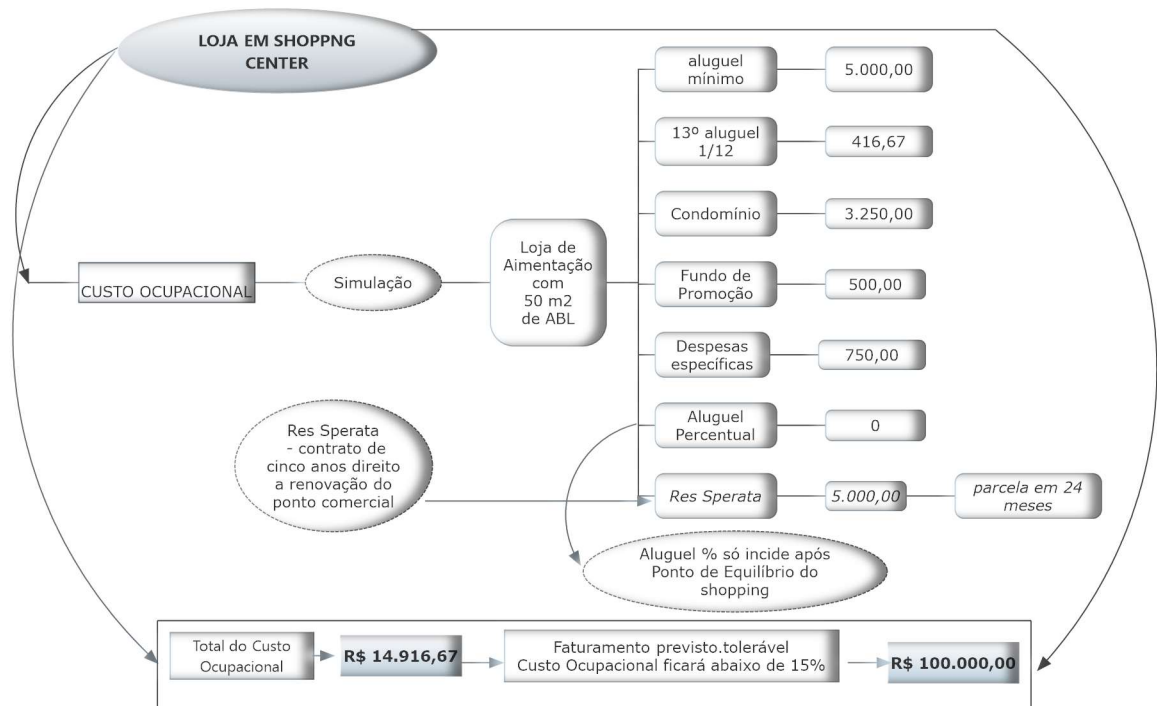 LOJA EM SHOPPNG
CENTER
aluguel
mínimo
5.000,00
13º aluguel
1/12
416,67
Condomínio
3.250,00
Loja de
Aimentação
com
50 m2
de ABL
CUSTO OCUPACIONAL
Simulação
Fundo de
Promoção
500,00
Despesas
específicas
750,00
Aluguel
Percentual
0
Res Sperata
- contrato de
cinco anos direito
a renovação do
ponto comercial
Res Sperata
5.000,00
parcela em 24
meses
Aluguel % só incide após
Ponto de Equilíbrio do
shopping
Total do Custo
Ocupacional
R$ 14.916,67
Faturamento previsto.tolerável
Custo Ocupacional ficará abaixo de 15%
R$ 100.000,00